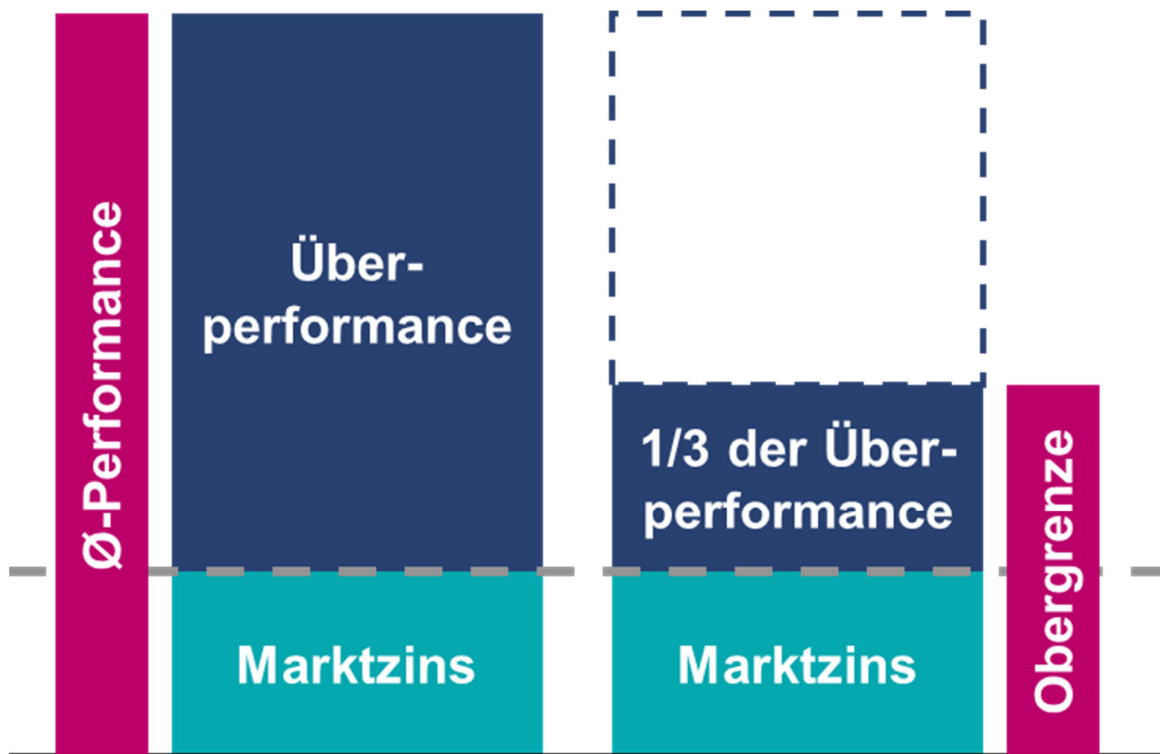 Ø-Performance
Über-
performance
Marktzins
1/3 der Über-
performance
Marktzins
Obergrenze